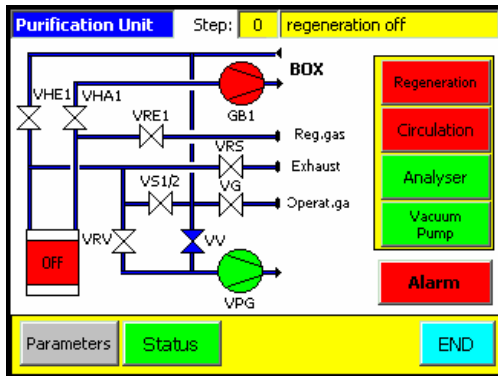 Purification Unit Step: 0 regeneration off
BOX
VHE1 VHA1
GB1
Regeneration
VRE1
Reg.gas
Circulation
VRS
Exhaust
VS1/2 VG
Operat.ga
Analyser
VRV VV
Vacuum
Pump
OFF
VPG
Alarm
Parameters Status END